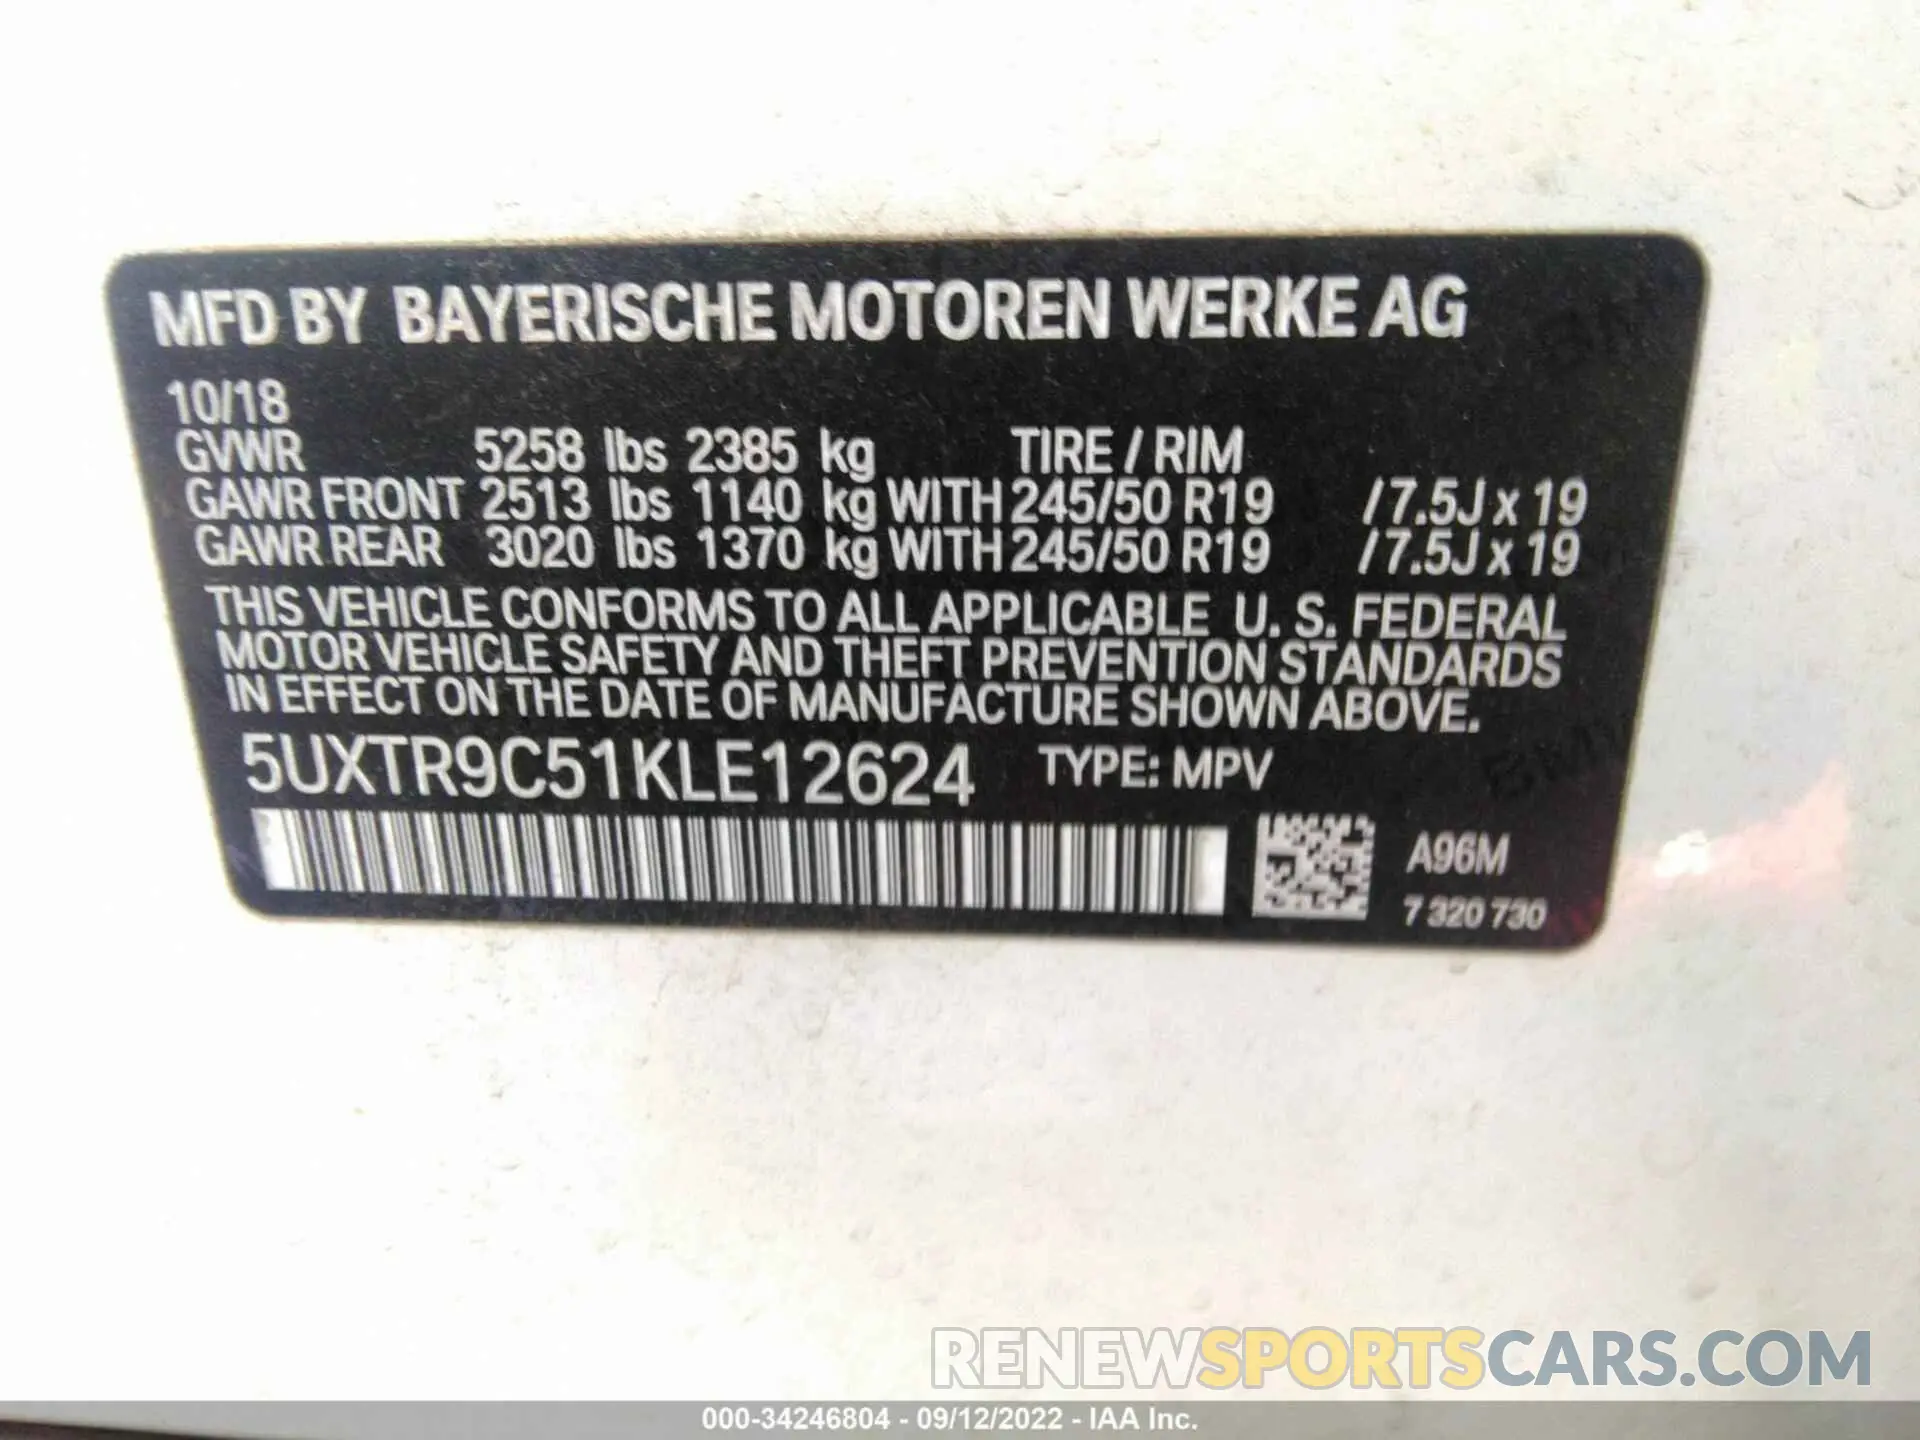 MFD BY BAYERISCHE MOTOREN WERKE AG
10/18
GVWR 5258 lbs 2385 kg TIRE / RIM
GAWR FRONT 2513 lbs 1140 kg WITH 245/50 R19 /7.5J x 19
GAWR REAR 3020 lbs 1370 kg WITH 245/50 R19 /7.5J x 19
THIS VEHICLE CONFORMS TO ALL APPLICABLE U. S. FEDERAL
MOTOR VEHICLE SAFETY AND THEFT PREVENTION STANDARDS
IN EFFECT ON THE DATE OF MANUFACTURE SHOWN ABOVE.
5UXTR9C51KLE12624 TYPE: MPV
A96M
7 320 730
RENEWSPORTSCARS.COM
000-34246804 - 09/12/2022 - IAA Inc.